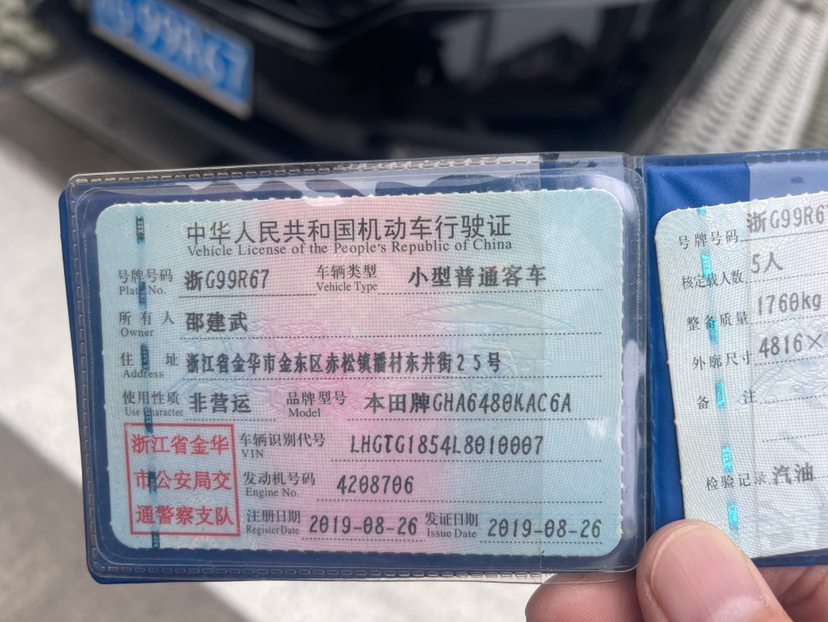 99R67
中华人民共和国机动车行驶证
Vehicle License of the People's Republic of China
号牌号码 浙G99R67 车辆类型 小型普通客车
Plate No. Vehicle Type
所有人 邵建武
Owner
住址 浙江省金华市金东区赤松镇潘村东井街25号
Address
使用性质 非营运 品牌型号 本田牌GHA6480KAC6A
Use Character Model
浙江省金华
市公安局交
通警察支队
车辆识别代号 LHGTG1854L8010007
VIN
发动机号码 4208706
Engine No.
注册日期 2019-08-26 发证日期 2019-08-26
Register Date Issue Date
号牌号码 浙G99R67
核定载人数 5人
整备质量 1760kg
外廓尺寸 4816×
备注
检验记录 汽油